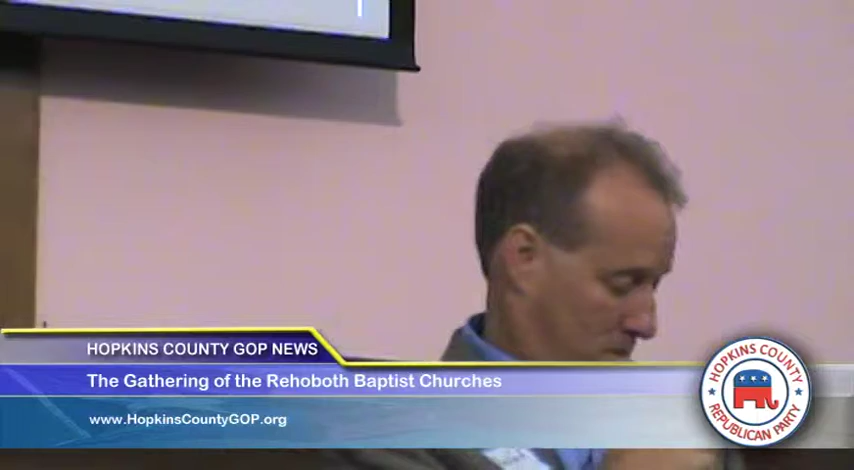 HOPKINS COUNTY GOP NEWS
The Gathering of the Rehoboth Baptist Churches
www.HopkinsCountyGOP.org
HOPKINS COUNTY
REPUBLICAN PARTY